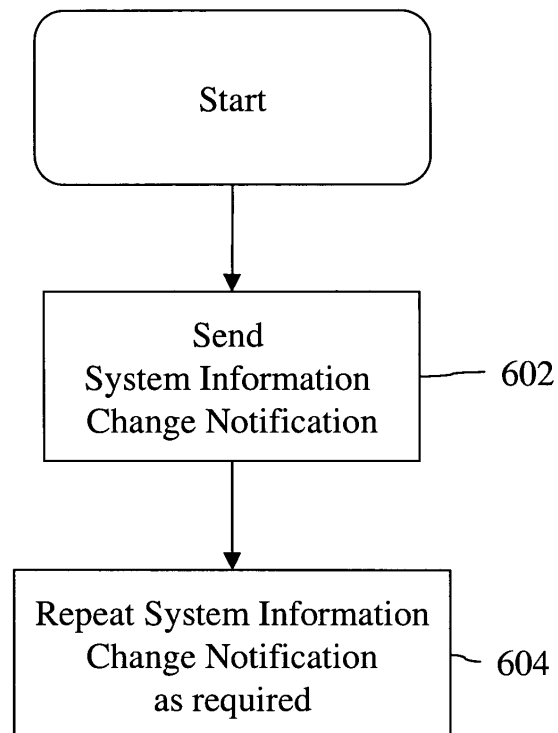 Start
Send
System Information
Change Notification
602
Repeat System Information
Change Notification
as required
604